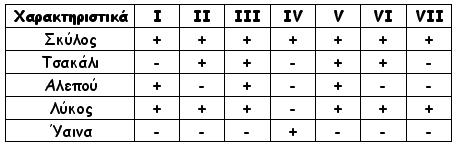 Χαρακτηριστικά I II III IV V VI VII
Σκύλος + + + + + + +
Τσακάλι - + + - + + -
Αλεπού + - + - + - -
Λύκος + + + - + + +
Ύαινα - - - + - - -